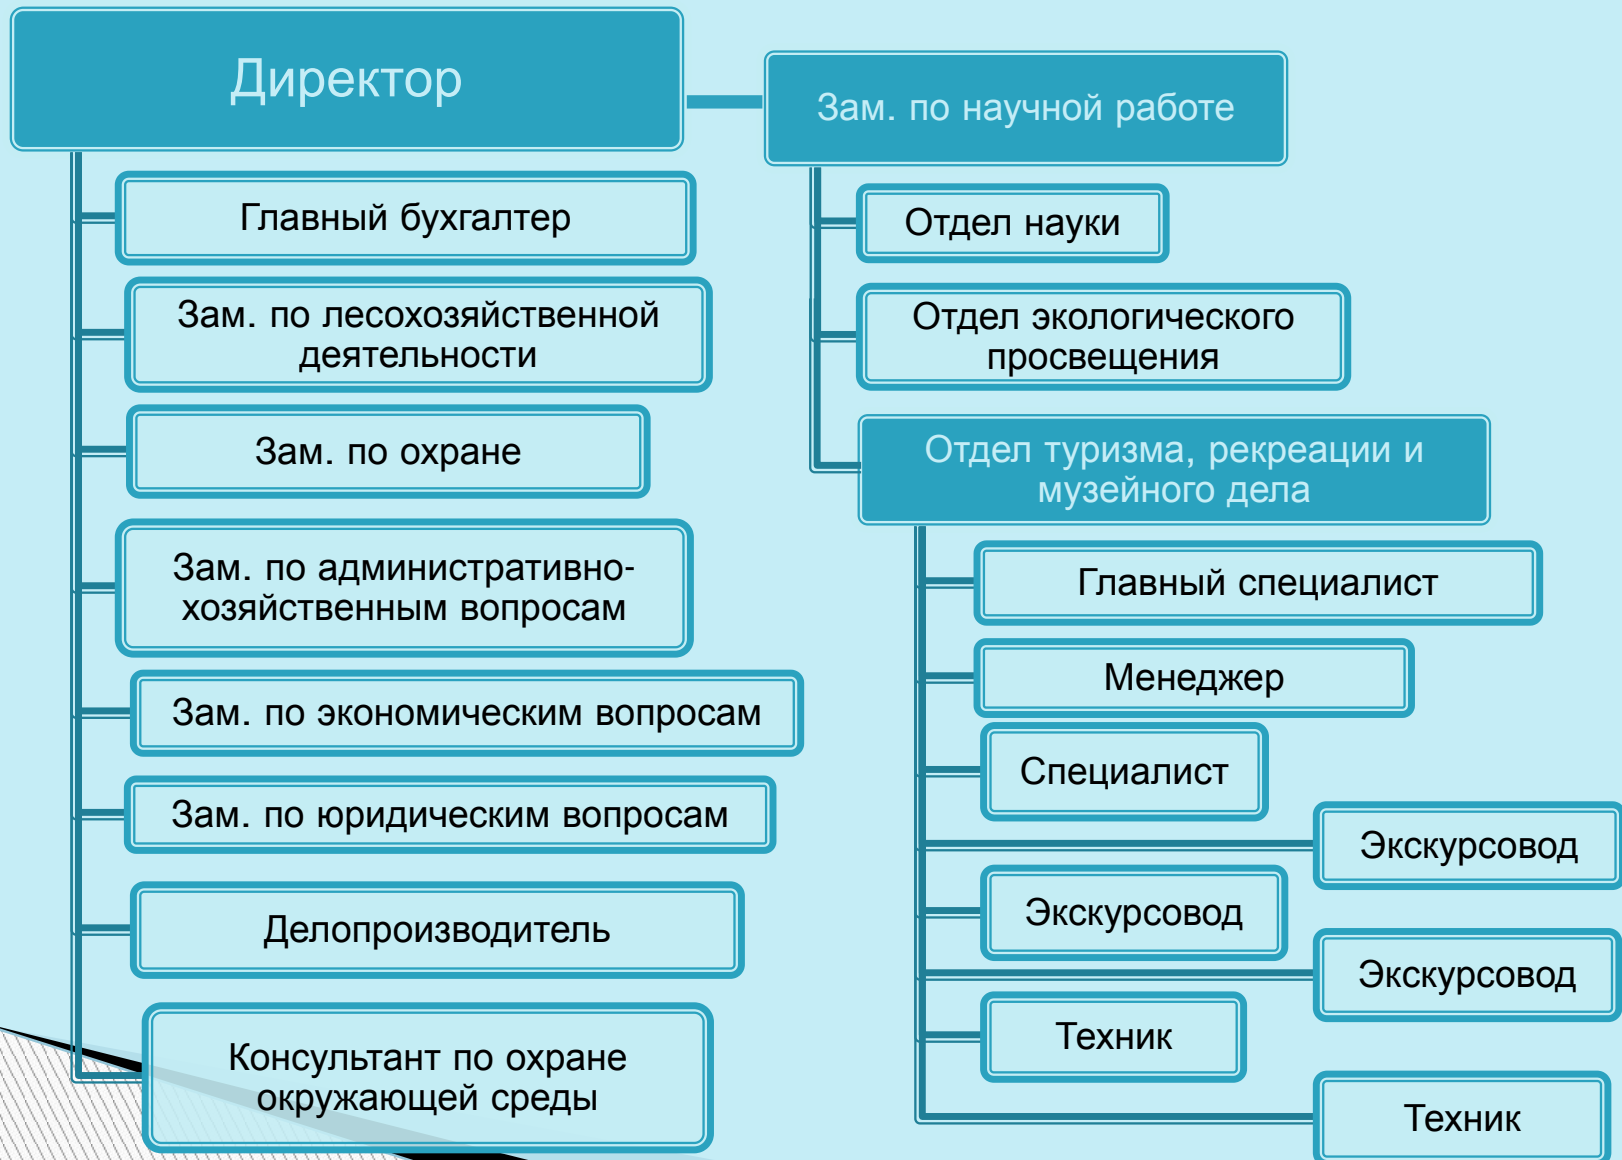 Директор
Зам. по научной работе
Главный бухгалтер
Зам. по лесохозяйственной
деятельности
Зам. по охране
Зам. по административно-
хозяйственным вопросам
Зам. по экономическим вопросам
Зам. по юридическим вопросам
Делопроизводитель
Консультант по охране
окружающей среды
Отдел науки
Отдел экологического
просвещения
Отдел туризма, рекреации и
музейного дела
Главный специалист
Менеджер
Специалист
Экскурсовод
Экскурсовод
Экскурсовод
Техник
Техник